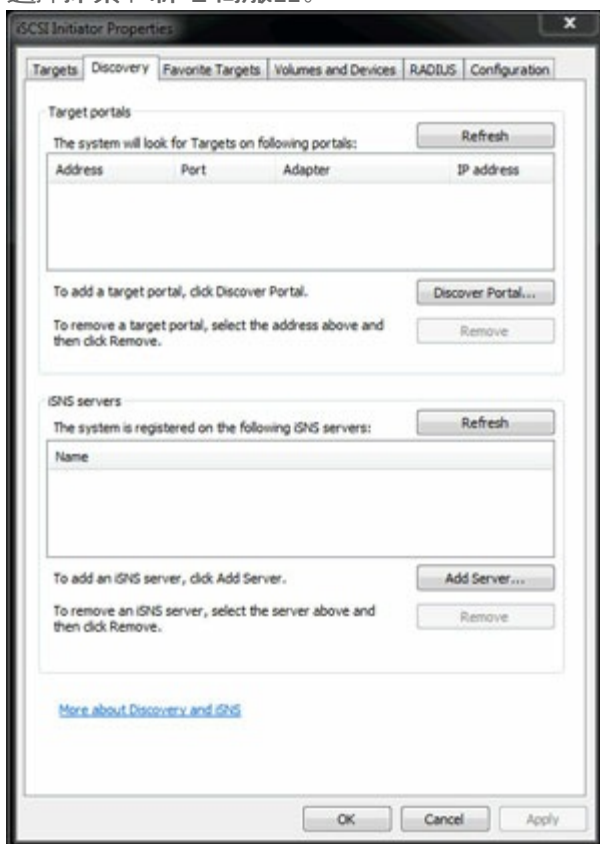 iSCSI Initiator Properties
Targets Discovery Favorite Targets Volumes and Devices RADIUS Configuration
Target portals
The system will look for Targets on following portals:
Refresh
Address Port Adapter IP address
To add a target portal, click Discover Portal.
Discover Portal...
To remove a target portal, select the address above and then click Remove.
Remove
iSNS servers
The system is registered on the following iSNS servers:
Refresh
Name
To add an iSNS server, click Add Server.
Add Server...
To remove an iSNS server, select the server above and then click Remove.
Remove
More about Discovery and iSNS
OK Cancel Apply